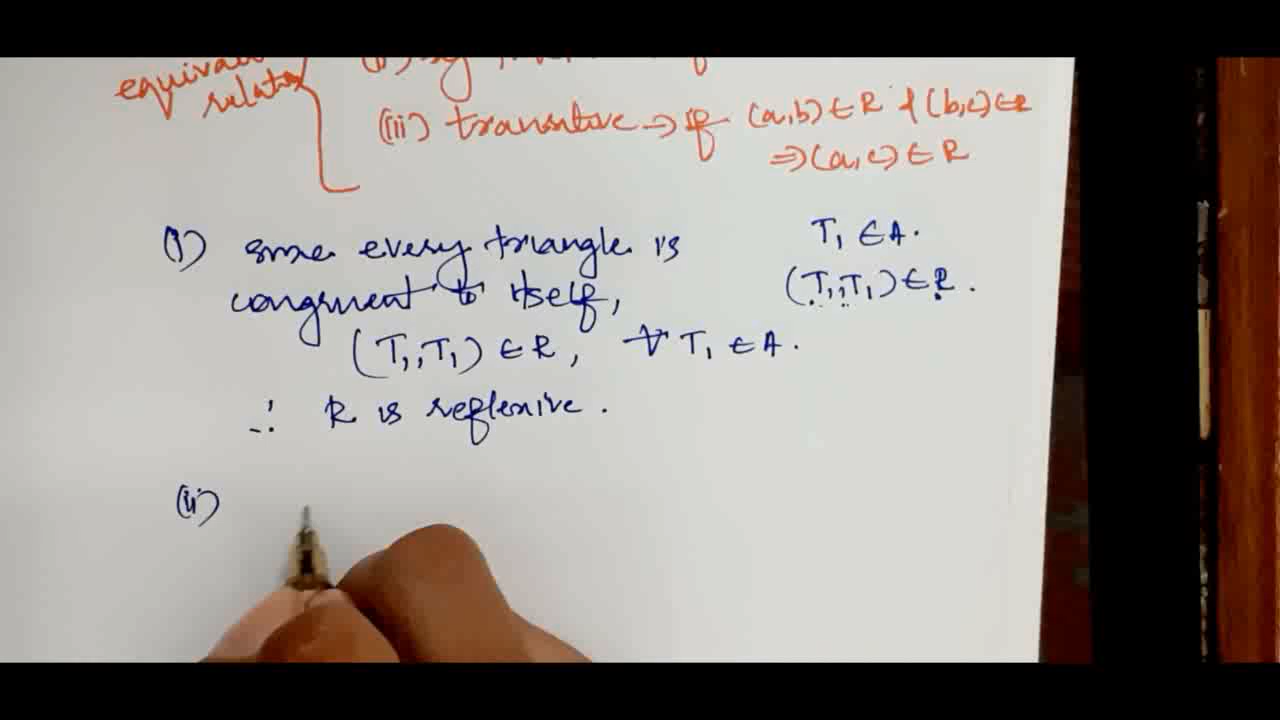 relation
(iii) transitive → if (a,b) ∈ R & (b,c) ∈ R
⇒ (a,c) ∈ R
(i) since every triangle is
congruent to itself,
(T₁,T₁) ∈ R, ∀ T₁ ∈ A.
∴ R is reflexive.
T₁ ∈ A.
(T₁,T₁) ∈ R.
(ii)